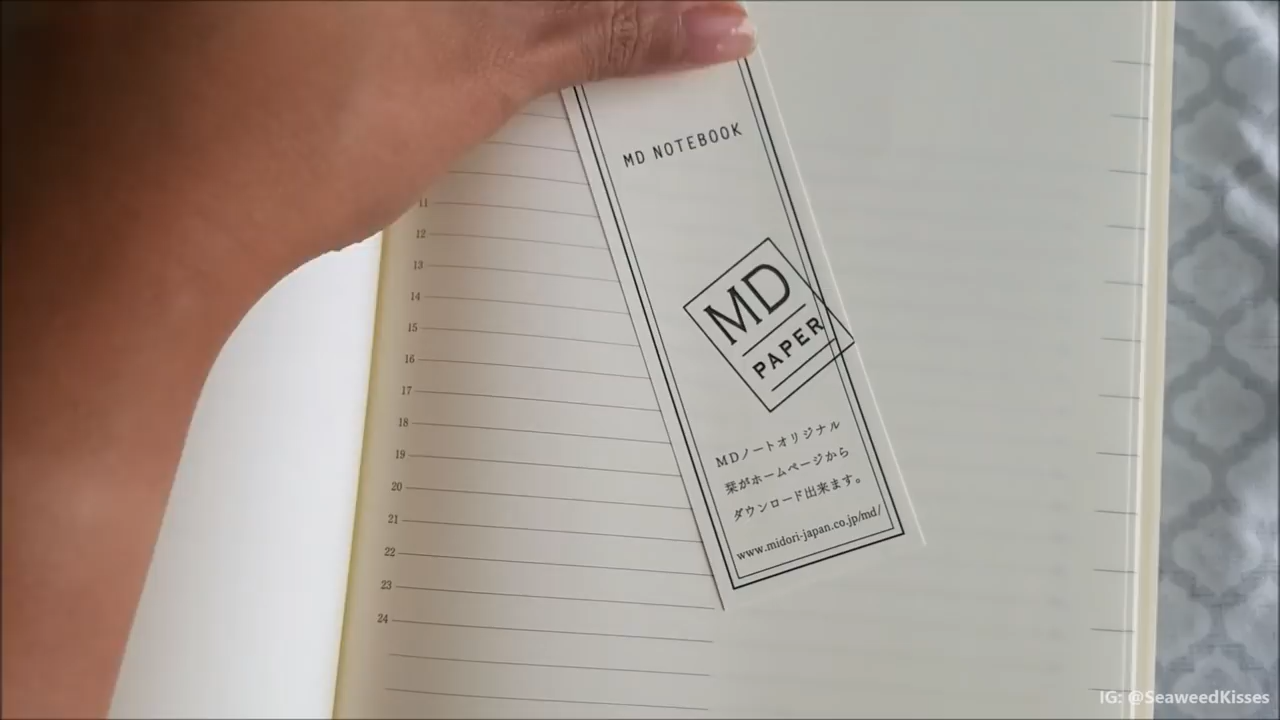 MD NOTEBOOK
MD
PAPER
MDノートオリジナル
栞がホームページから
ダウンロード出来ます。
www.midori-japan.co.jp/md/
11
12
13
14
15
16
17
18
19
20
21
22
23
24
IG: @SeaweedKisses